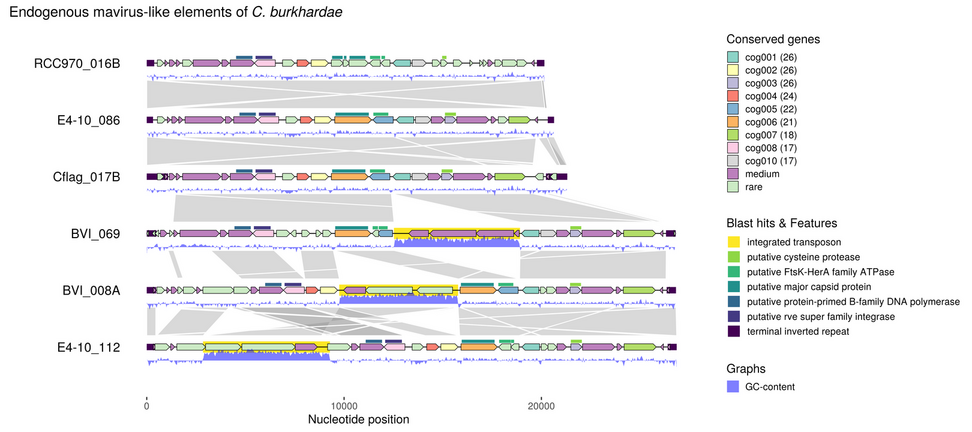 Endogenous mavirus-like elements of C. burkhardae
RCC970_016B
E4-10_086
Cflag_017B
BVI_069
BVI_008A
E4-10_112
0
10000
20000
Nucleotide position
Conserved genes
cog001 (26)
cog002 (26)
cog003 (26)
cog004 (24)
cog005 (22)
cog006 (21)
cog007 (18)
cog008 (17)
cog010 (17)
medium
rare
Blast hits & Features
integrated transposon
putative cysteine protease
putative FtsK-HerA family ATPase
putative major capsid protein
putative protein-primed B-family DNA polymerase
putative rve super family integrase
terminal inverted repeat
Graphs
GC-content